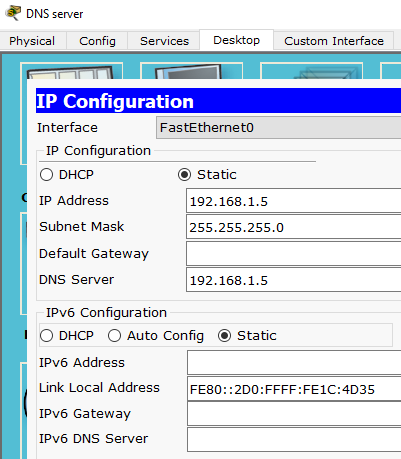 DNS server
Physical Config Services Desktop Custom Interface
IP Configuration
Interface FastEthernet0
IP Configuration
DHCP Static
IP Address 192.168.1.5
Subnet Mask 255.255.255.0
Default Gateway
DNS Server 192.168.1.5
IPv6 Configuration
DHCP Auto Config Static
IPv6 Address
Link Local Address FE80::2D0:FFFF:FE1C:4D35
IPv6 Gateway
IPv6 DNS Server